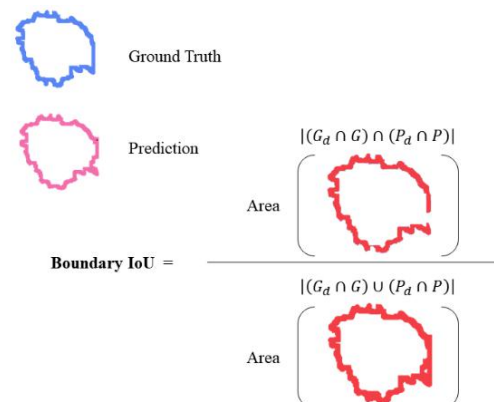 Ground Truth
Prediction
|(G_d ∩ G) ∩ (P_d ∩ P)|
Area
Boundary IoU =
|(G_d ∩ G) ∪ (P_d ∩ P)|
Area